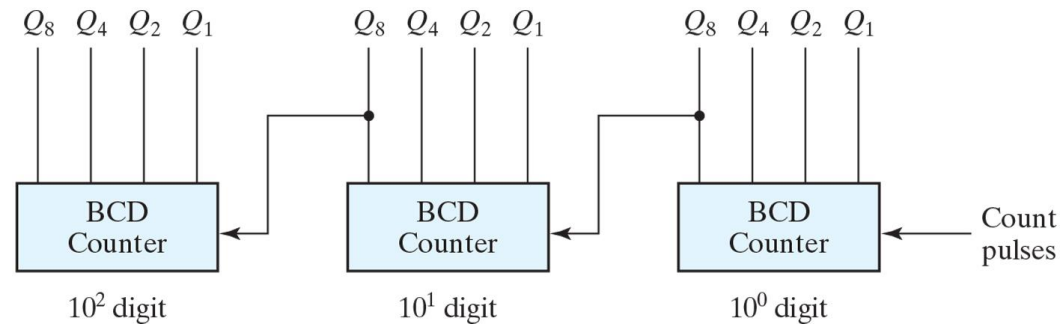 Q₈ Q₄ Q₂ Q₁ Q₈ Q₄ Q₂ Q₁ Q₈ Q₄ Q₂ Q₁
BCD
Counter
BCD
Counter
BCD
Counter
Count
pulses
10² digit
10¹ digit
10⁰ digit